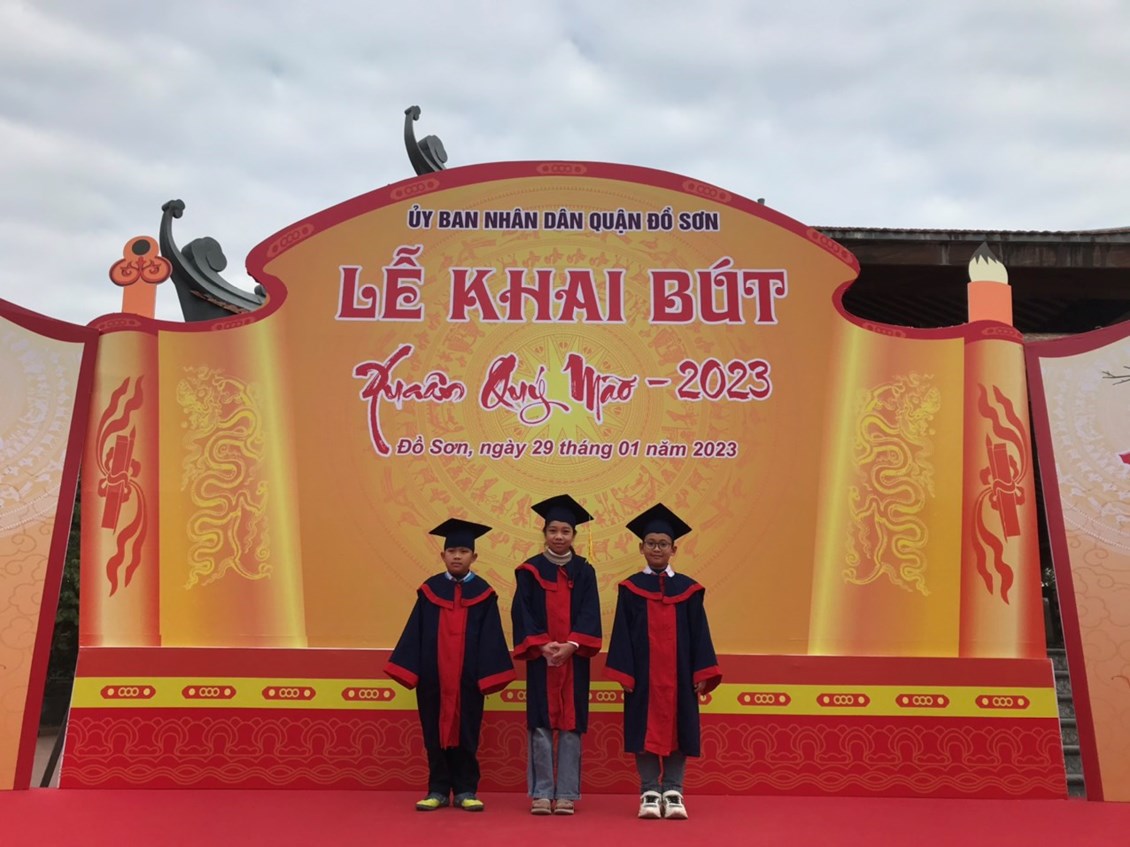 ỦY BAN NHÂN DÂN QUẬN ĐỒ SƠN
LỄ KHAI BÚT
Xuân Quý Mão - 2023
Đồ Sơn, ngày 29 tháng 01 năm 2023